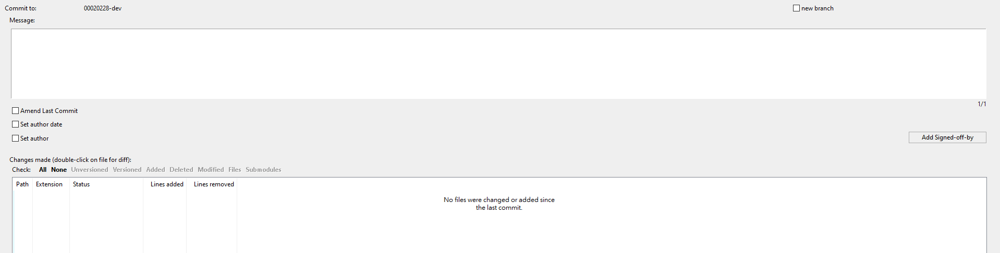 Commit to: 00020228-dev new branch
Message:
1/1
Amend Last Commit
Set author date
Set author Add Signed-off-by
Changes made (double-click on file for diff):
Check: All None Unversioned Versioned Added Deleted Modified Files Submodules
Path Extension Status Lines added Lines removed
No files were changed or added since
the last commit.